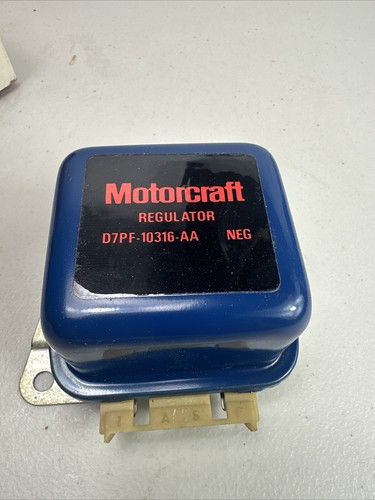 Motorcraft
REGULATOR
D7PF-10316-AA NEG
I A S F